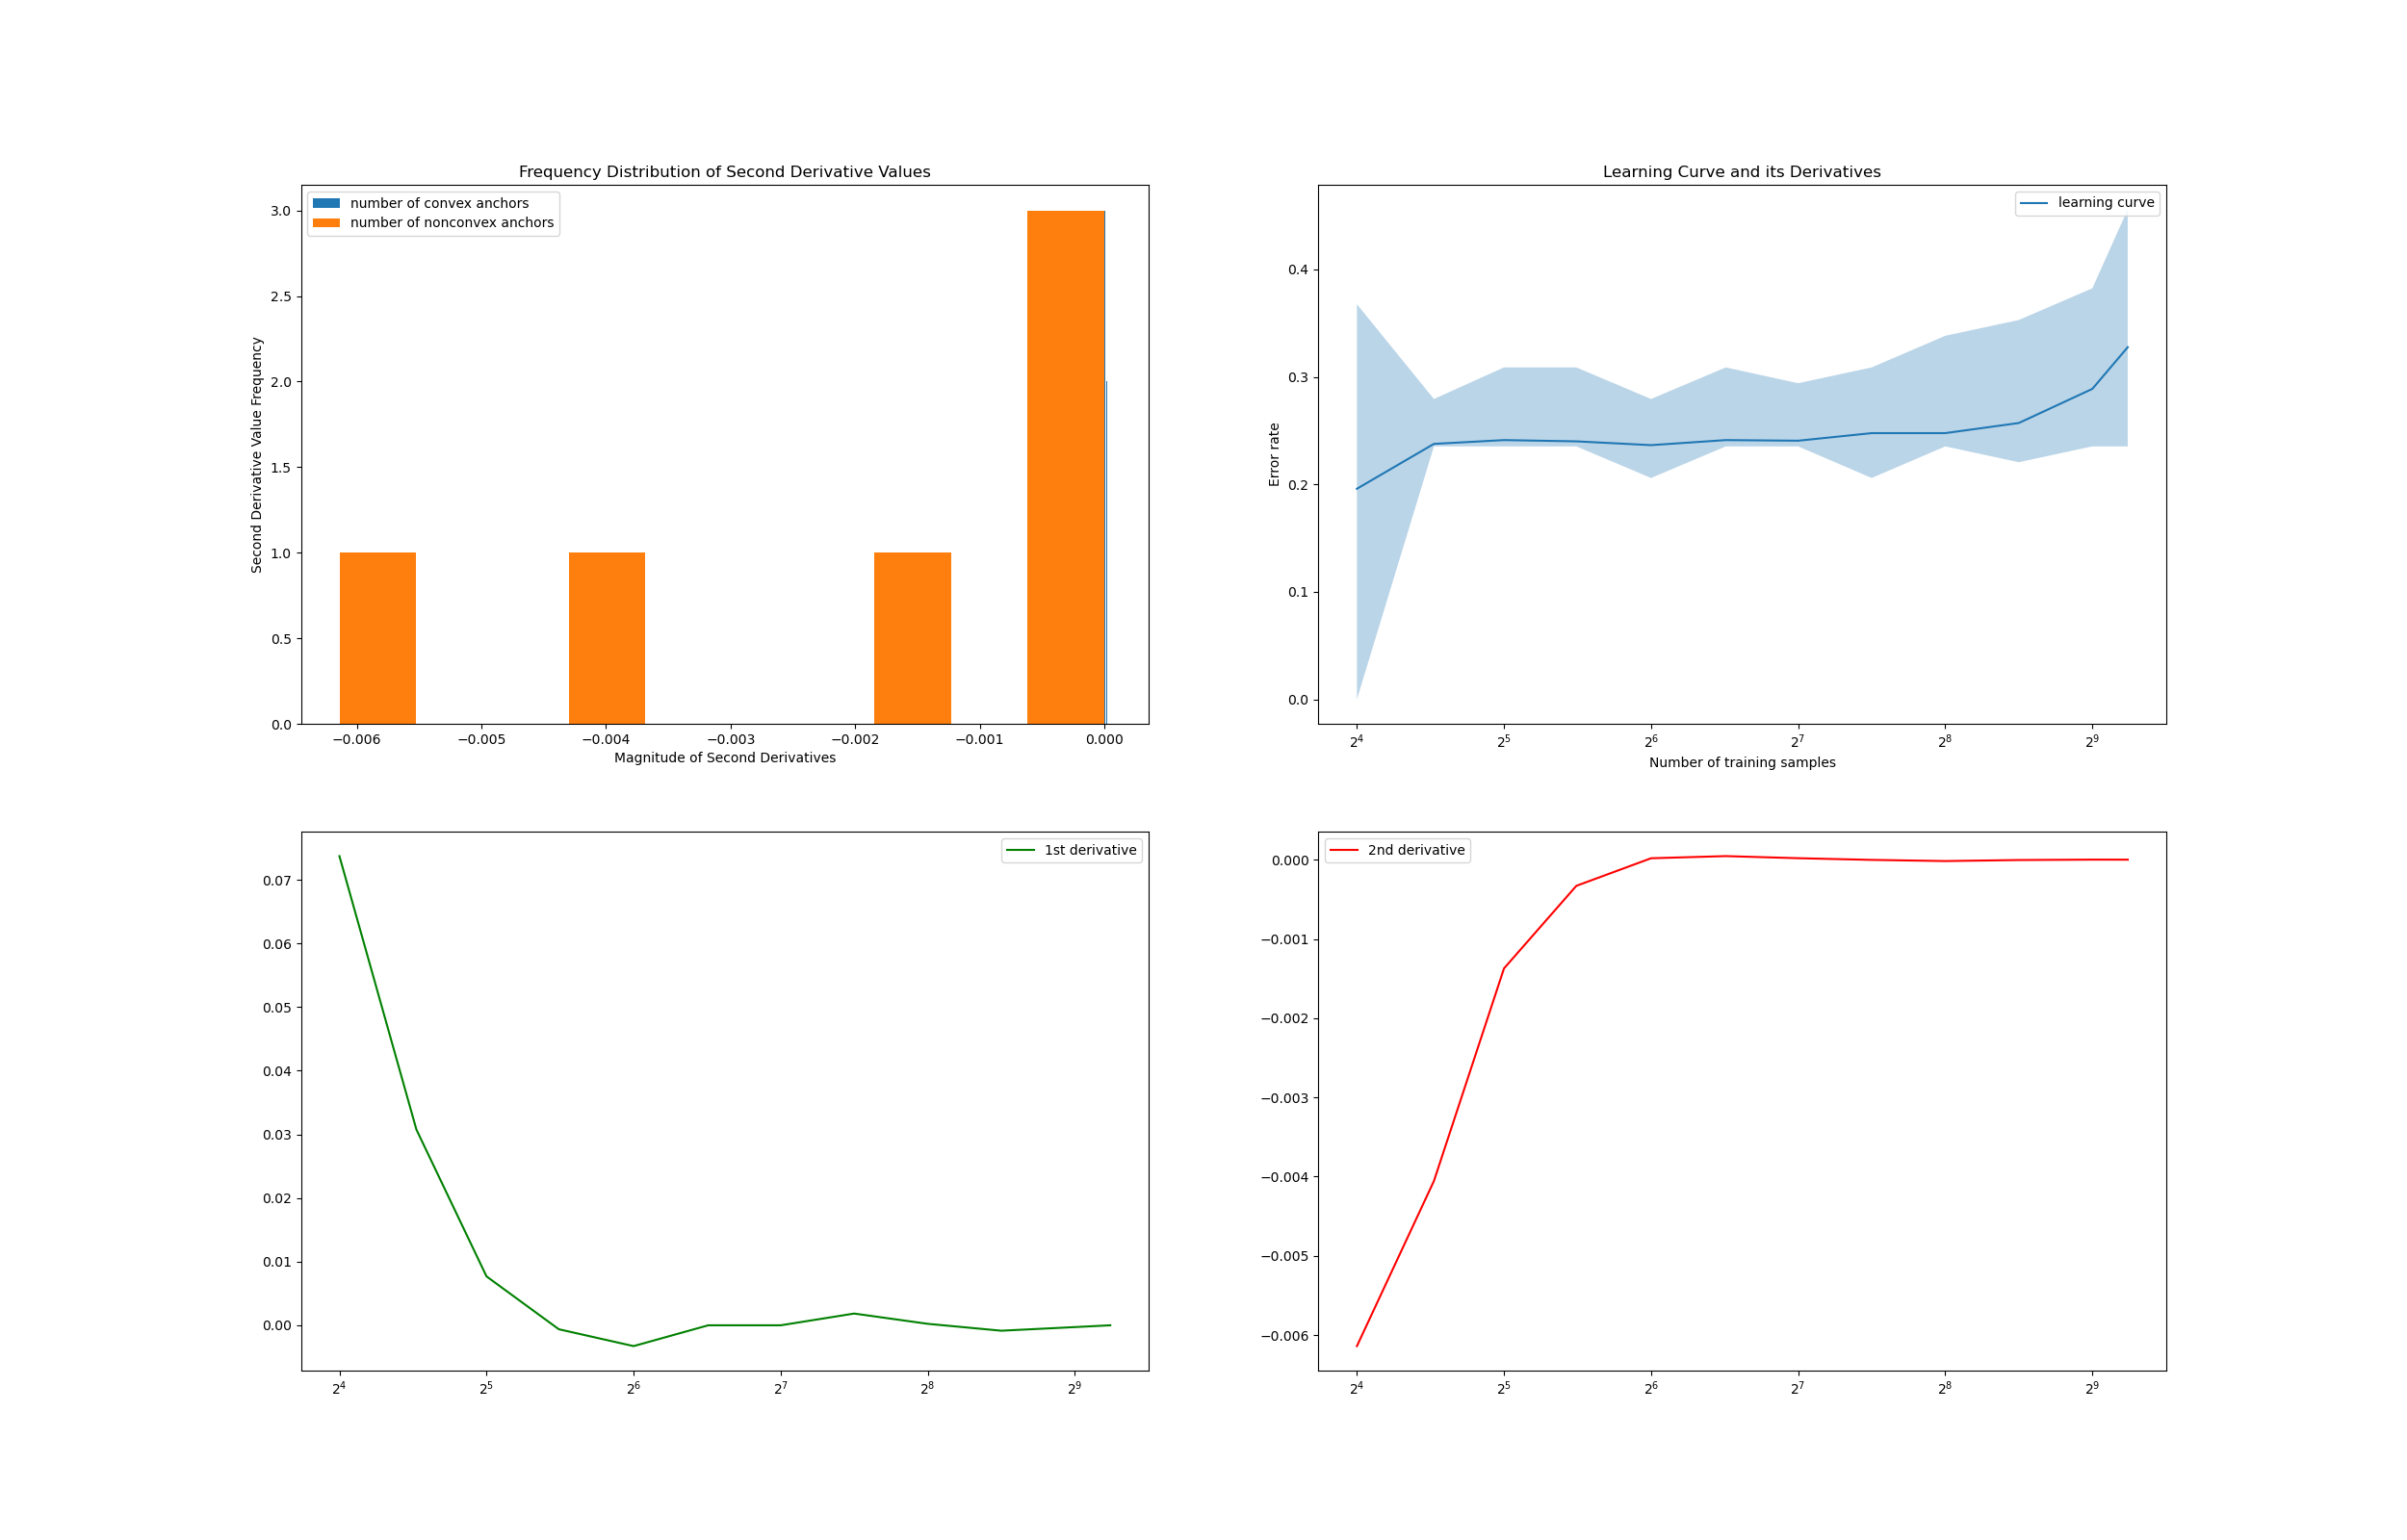 Frequency Distribution of Second Derivative Values
number of convex anchors
number of nonconvex anchors
Second Derivative Value Frequency
3.0
2.5
2.0
1.5
1.0
0.5
0.0
−0.006 −0.005 −0.004 −0.003 −0.002 −0.001 0.000
Magnitude of Second Derivatives
Learning Curve and its Derivatives
learning curve
Error rate
0.4
0.3
0.2
0.1
0.0
2⁴ 2⁵ 2⁶ 2⁷ 2⁸ 2⁹
Number of training samples
1st derivative
0.07
0.06
0.05
0.04
0.03
0.02
0.01
0.00
2⁴ 2⁵ 2⁶ 2⁷ 2⁸ 2⁹
2nd derivative
0.000
−0.001
−0.002
−0.003
−0.004
−0.005
−0.006
2⁴ 2⁵ 2⁶ 2⁷ 2⁸ 2⁹